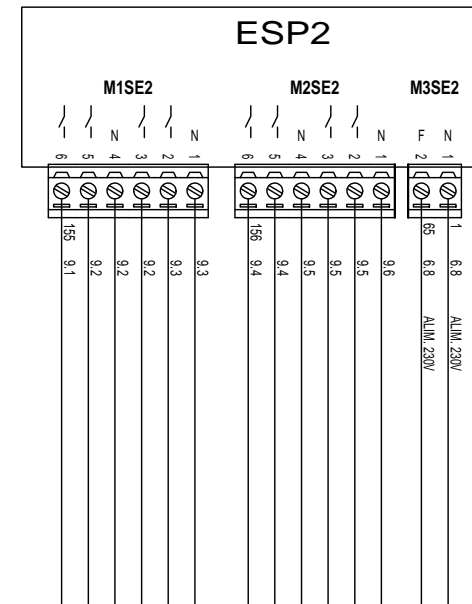 ESP2
M1SE2 M2SE2 M3SE2
N N N N F N
6 5 4 3 2 1 6 5 4 3 2 1 2 1
155 156 65 1
9.1 9.2 9.2 9.2 9.3 9.3 9.4 9.4 9.5 9.5 9.5 9.6 6.8 6.8
ALIM. 230V ALIM. 230V